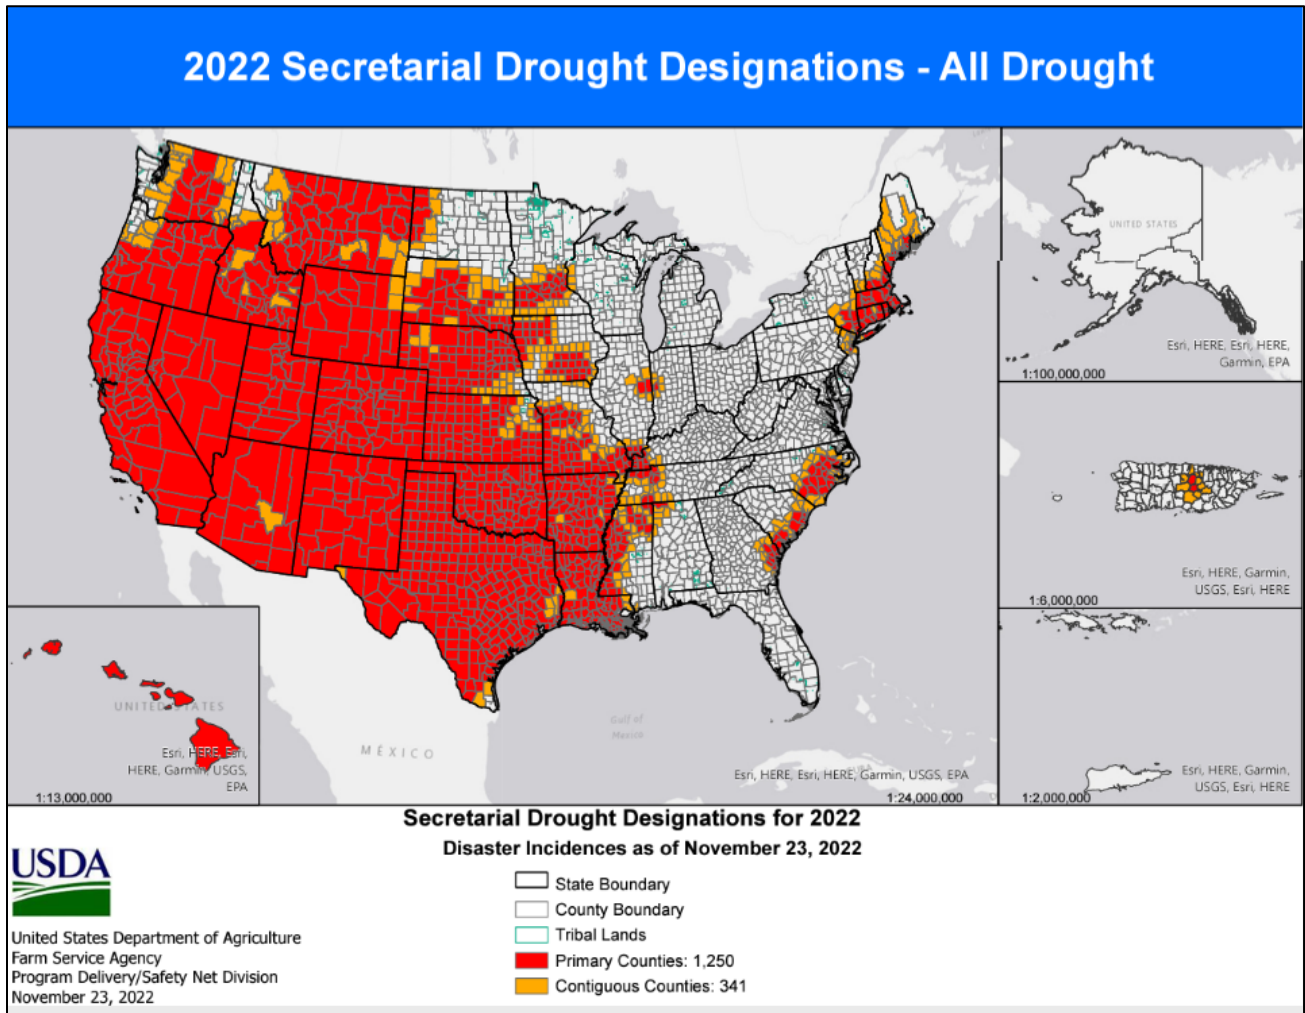 2022 Secretarial Drought Designations - All Drought
UNITED STATES
Esri, HERE, Esri, HERE,
Garmin, EPA
1:100,000,000
Esri, HERE, Garmin,
USGS, Esri, HERE
1:6,000,000
UNITED STATES
Esri, HERE, Esri,
HERE, Garmin, USGS,
EPA
1:13,000,000
MÉXICO
Gulf of
Mexico
Esri, HERE, Esri, HERE, Garmin, USGS, EPA
1:24,000,000
Esri, HERE, Garmin,
USGS, Esri, HERE
1:2,000,000
Secretarial Drought Designations for 2022
Disaster Incidences as of November 23, 2022
State Boundary
County Boundary
Tribal Lands
Primary Counties: 1,250
Contiguous Counties: 341
USDA
United States Department of Agriculture
Farm Service Agency
Program Delivery/Safety Net Division
November 23, 2022